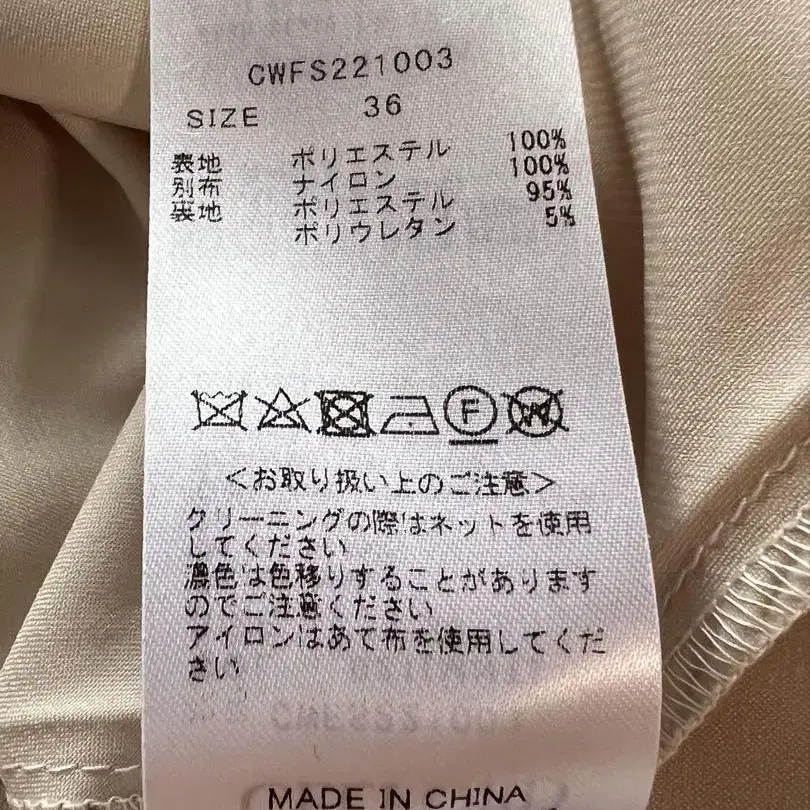 CWFS221003
SIZE 36
表地 ポリエステル 100%
別布 ナイロン 100%
裏地 ポリエステル 95%
ポリウレタン 5%
F
W
<お取り扱い上のご注意>
クリーニングの際はネットを使用
してください
濃色は色移りすることがあります
のでご注意ください
アイロンはあて布を使用してくだ
さい
MADE IN CHINA